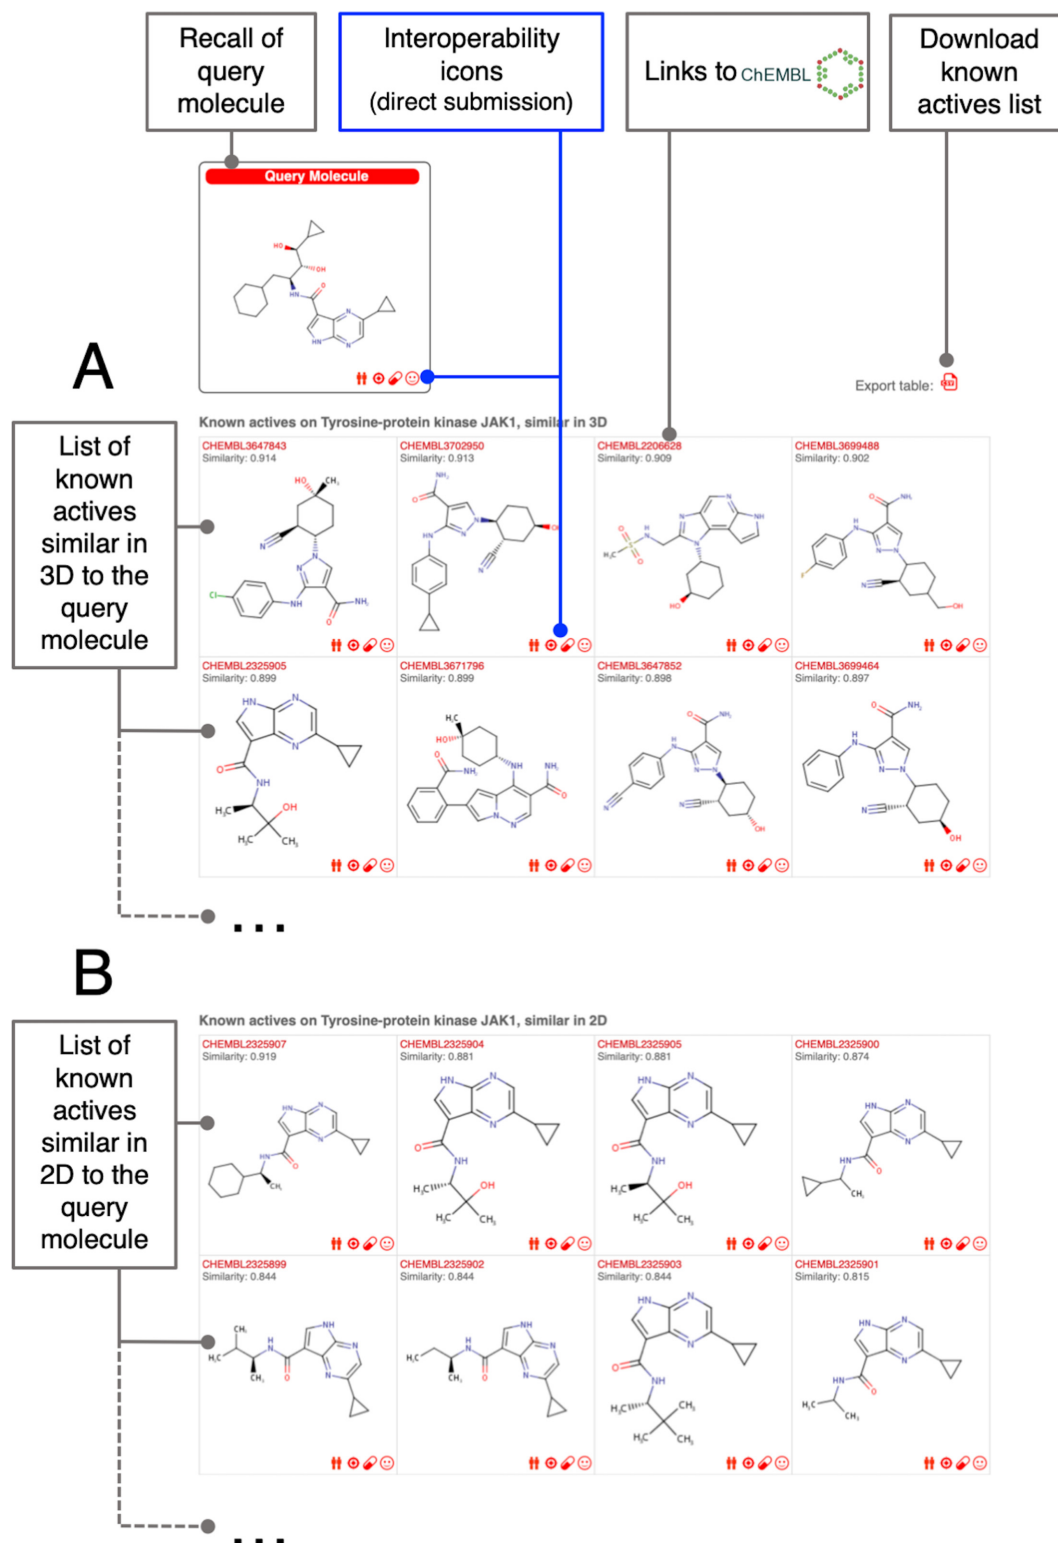 Recall of
query
molecule
Interoperability
icons
(direct submission)
Links to ChEMBL
Download
known
actives list
Query Molecule
HO
OH
HN
O
N
HN
N
A
Export table:
List of
known
actives
similar in
3D to the
query
molecule
Known actives on Tyrosine-protein kinase JAK1, similar in 3D
CHEMBL3647843
Similarity: 0.914
CHEMBL3702950
Similarity: 0.913
CHEMBL2206628
Similarity: 0.909
CHEMBL3699488
Similarity: 0.902
CHEMBL2325905
Similarity: 0.899
CHEMBL3671796
Similarity: 0.899
CHEMBL3647852
Similarity: 0.898
CHEMBL3699464
Similarity: 0.897
...
B
List of
known
actives
similar in
2D to the
query
molecule
Known actives on Tyrosine-protein kinase JAK1, similar in 2D
CHEMBL2325907
Similarity: 0.919
CHEMBL2325904
Similarity: 0.881
CHEMBL2325905
Similarity: 0.881
CHEMBL2325900
Similarity: 0.874
CHEMBL2325899
Similarity: 0.844
CHEMBL2325902
Similarity: 0.844
CHEMBL2325903
Similarity: 0.844
CHEMBL2325901
Similarity: 0.815
...